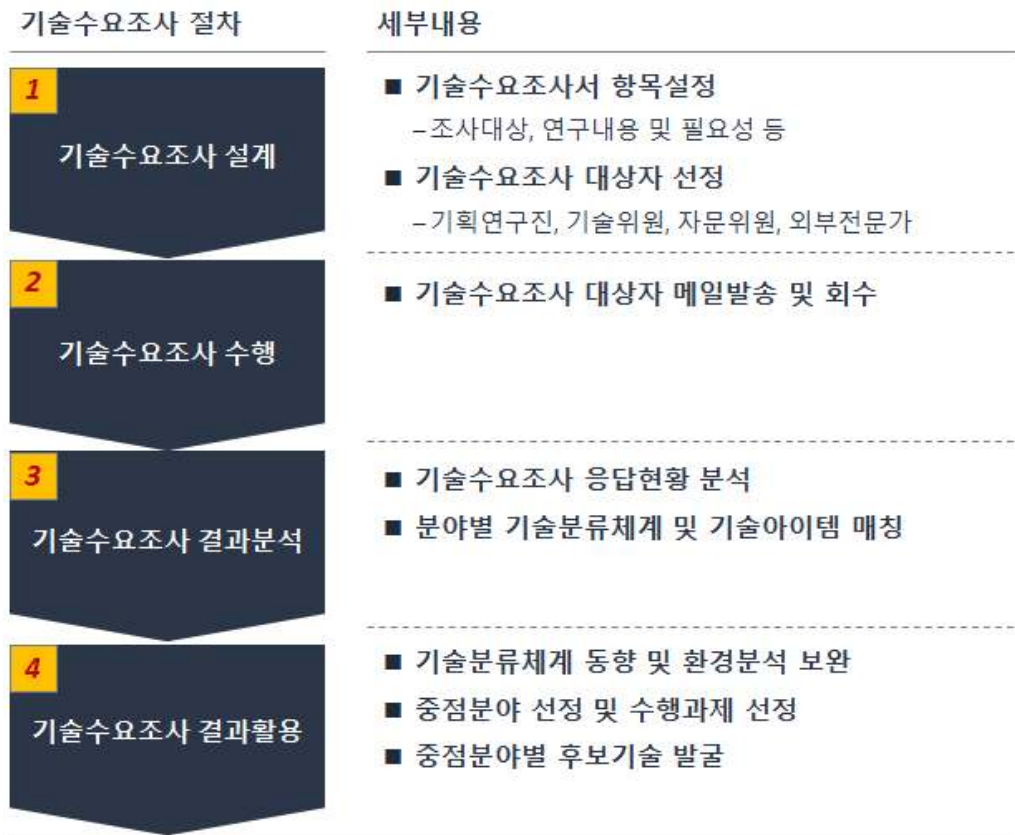 기술수요조사 절차
세부내용
1
기술수요조사 설계
■ 기술수요조사서 항목설정
–조사대상, 연구내용 및 필요성 등
■ 기술수요조사 대상자 선정
–기획연구진, 기술위원, 자문위원, 외부전문가
2
기술수요조사 수행
■ 기술수요조사 대상자 메일발송 및 회수
3
기술수요조사 결과분석
■ 기술수요조사 응답현황 분석
■ 분야별 기술분류체계 및 기술아이템 매칭
4
기술수요조사 결과활용
■ 기술분류체계 동향 및 환경분석 보완
■ 중점분야 선정 및 수행과제 선정
■ 중점분야별 후보기술 발굴